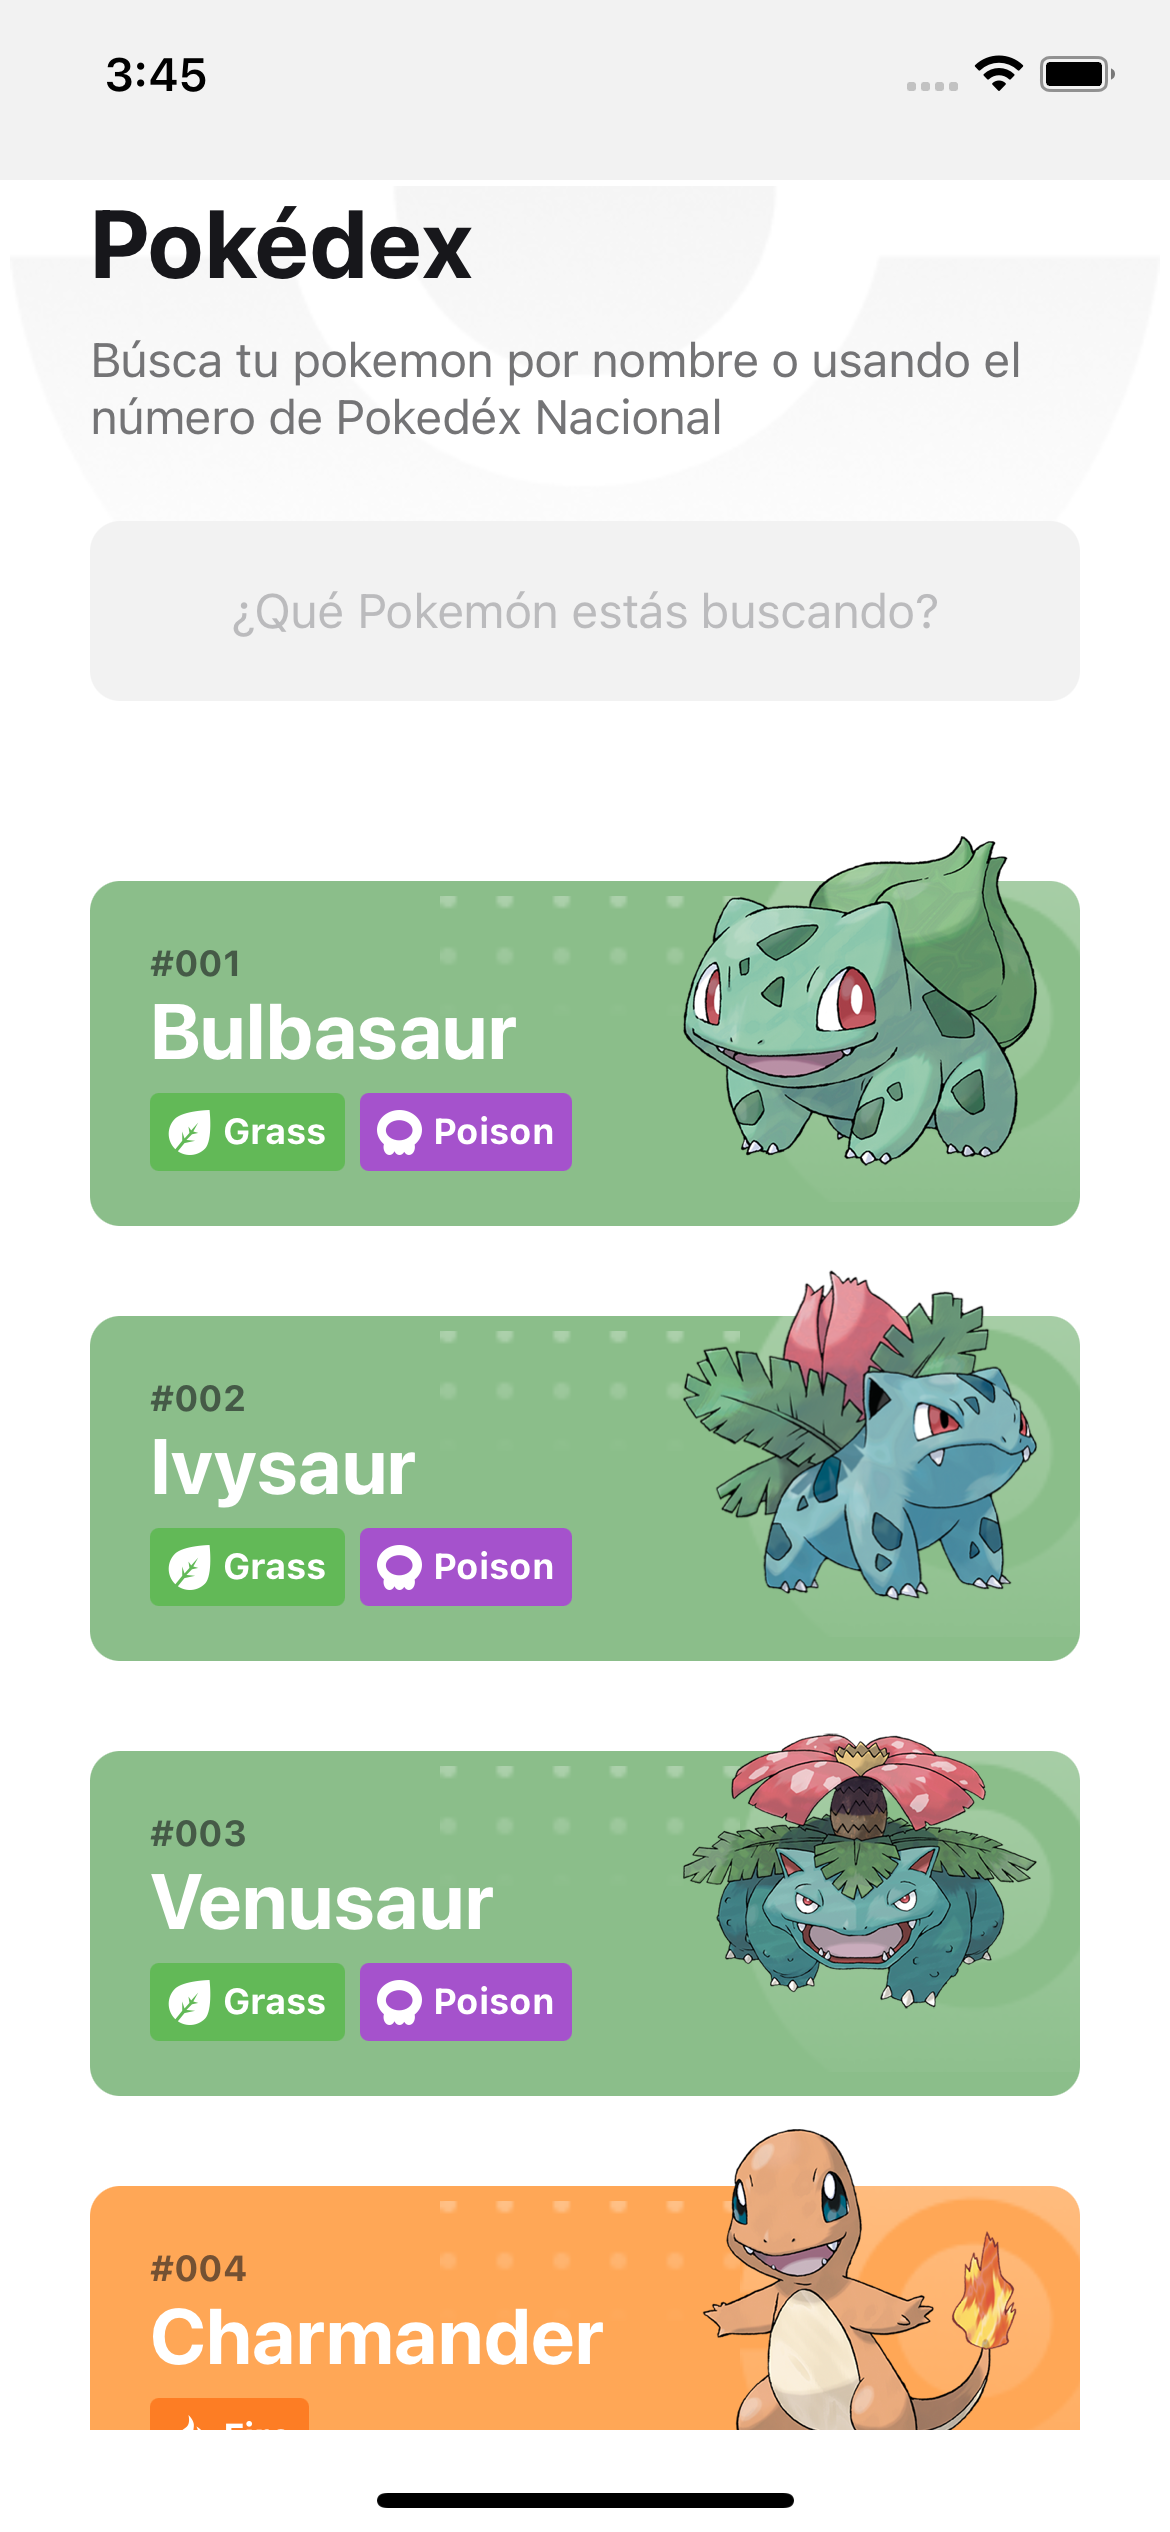 3:45
Pokédex
Búsca tu pokemon por nombre o usando el
número de Pokedéx Nacional
¿Qué Pokemón estás buscando?
#001
Bulbasaur
Grass Poison
#002
Ivysaur
Grass Poison
#003
Venusaur
Grass Poison
#004
Charmander
Fire